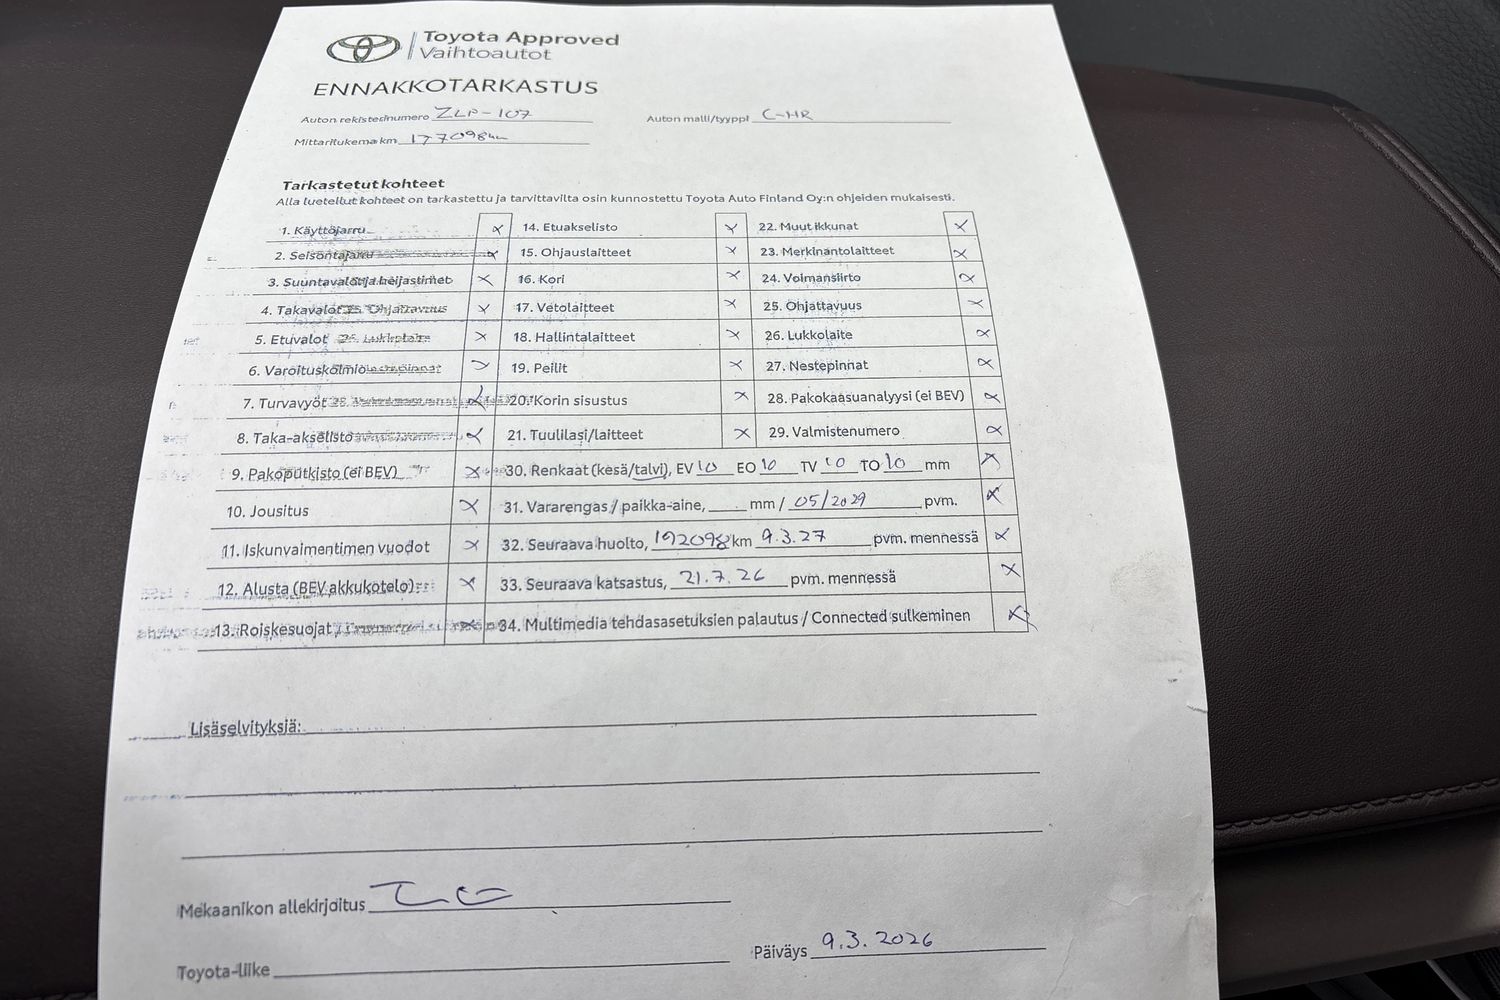 Toyota Approved
Vaihtoautot
ENNAKKOTARKASTUS
Auton rekisterinumero ZLP-107 Auton malli/tyyppi C-HR
Mittarilukema km 177098km
Tarkastetut kohteet
Alla luetellut kohteet on tarkastettu ja tarvittavilta osin kunnostettu Toyota Auto Finland Oy:n ohjeiden mukaisesti.
1. Käyttöjarru x 14. Etuakselisto x 22. Muut ikkunat x
2. Seisontajarru x 15. Ohjauslaitteet x 23. Merkinantolaitteet x
3. Suuntavalot ja heijastimet x 16. Kori x 24. Voimansiirto x
4. Takavalot x 17. Vetolaitteet x 25. Ohjattavuus x
5. Etuvalot x 18. Hallintalaitteet x 26. Lukkolaite x
6. Varoituskolmio x 19. Peilit x 27. Nestepinnat x
7. Turvavyöt x 20. Korin sisustus x 28. Pakokaasuanalyysi (ei BEV) x
8. Taka-akselisto x 21. Tuulilasi/laitteet x 29. Valmistenumero x
9. Pakoputkisto (ei BEV) x 30. Renkaat (kesä/talvi), EV 10 EO 10 TV 10 TO 10 mm x
10. Jousitus x 31. Vararengas / paikka-aine, mm / 05/2029 pvm. x
11. Iskunvaimentimen vuodot x 32. Seuraava huolto, 192098 km 9.3.27 pvm. mennessä x
12. Alusta (BEV akkukotelo) x 33. Seuraava katsastus, 21.7.26 pvm. mennessä x
13. Roiskesuojat x 34. Multimedia tehdasasetuksien palautus / Connected sulkeminen x
Lisäselvityksiä:
Mekaanikon allekirjoitus
Päiväys 9.3.2026
Toyota-liike